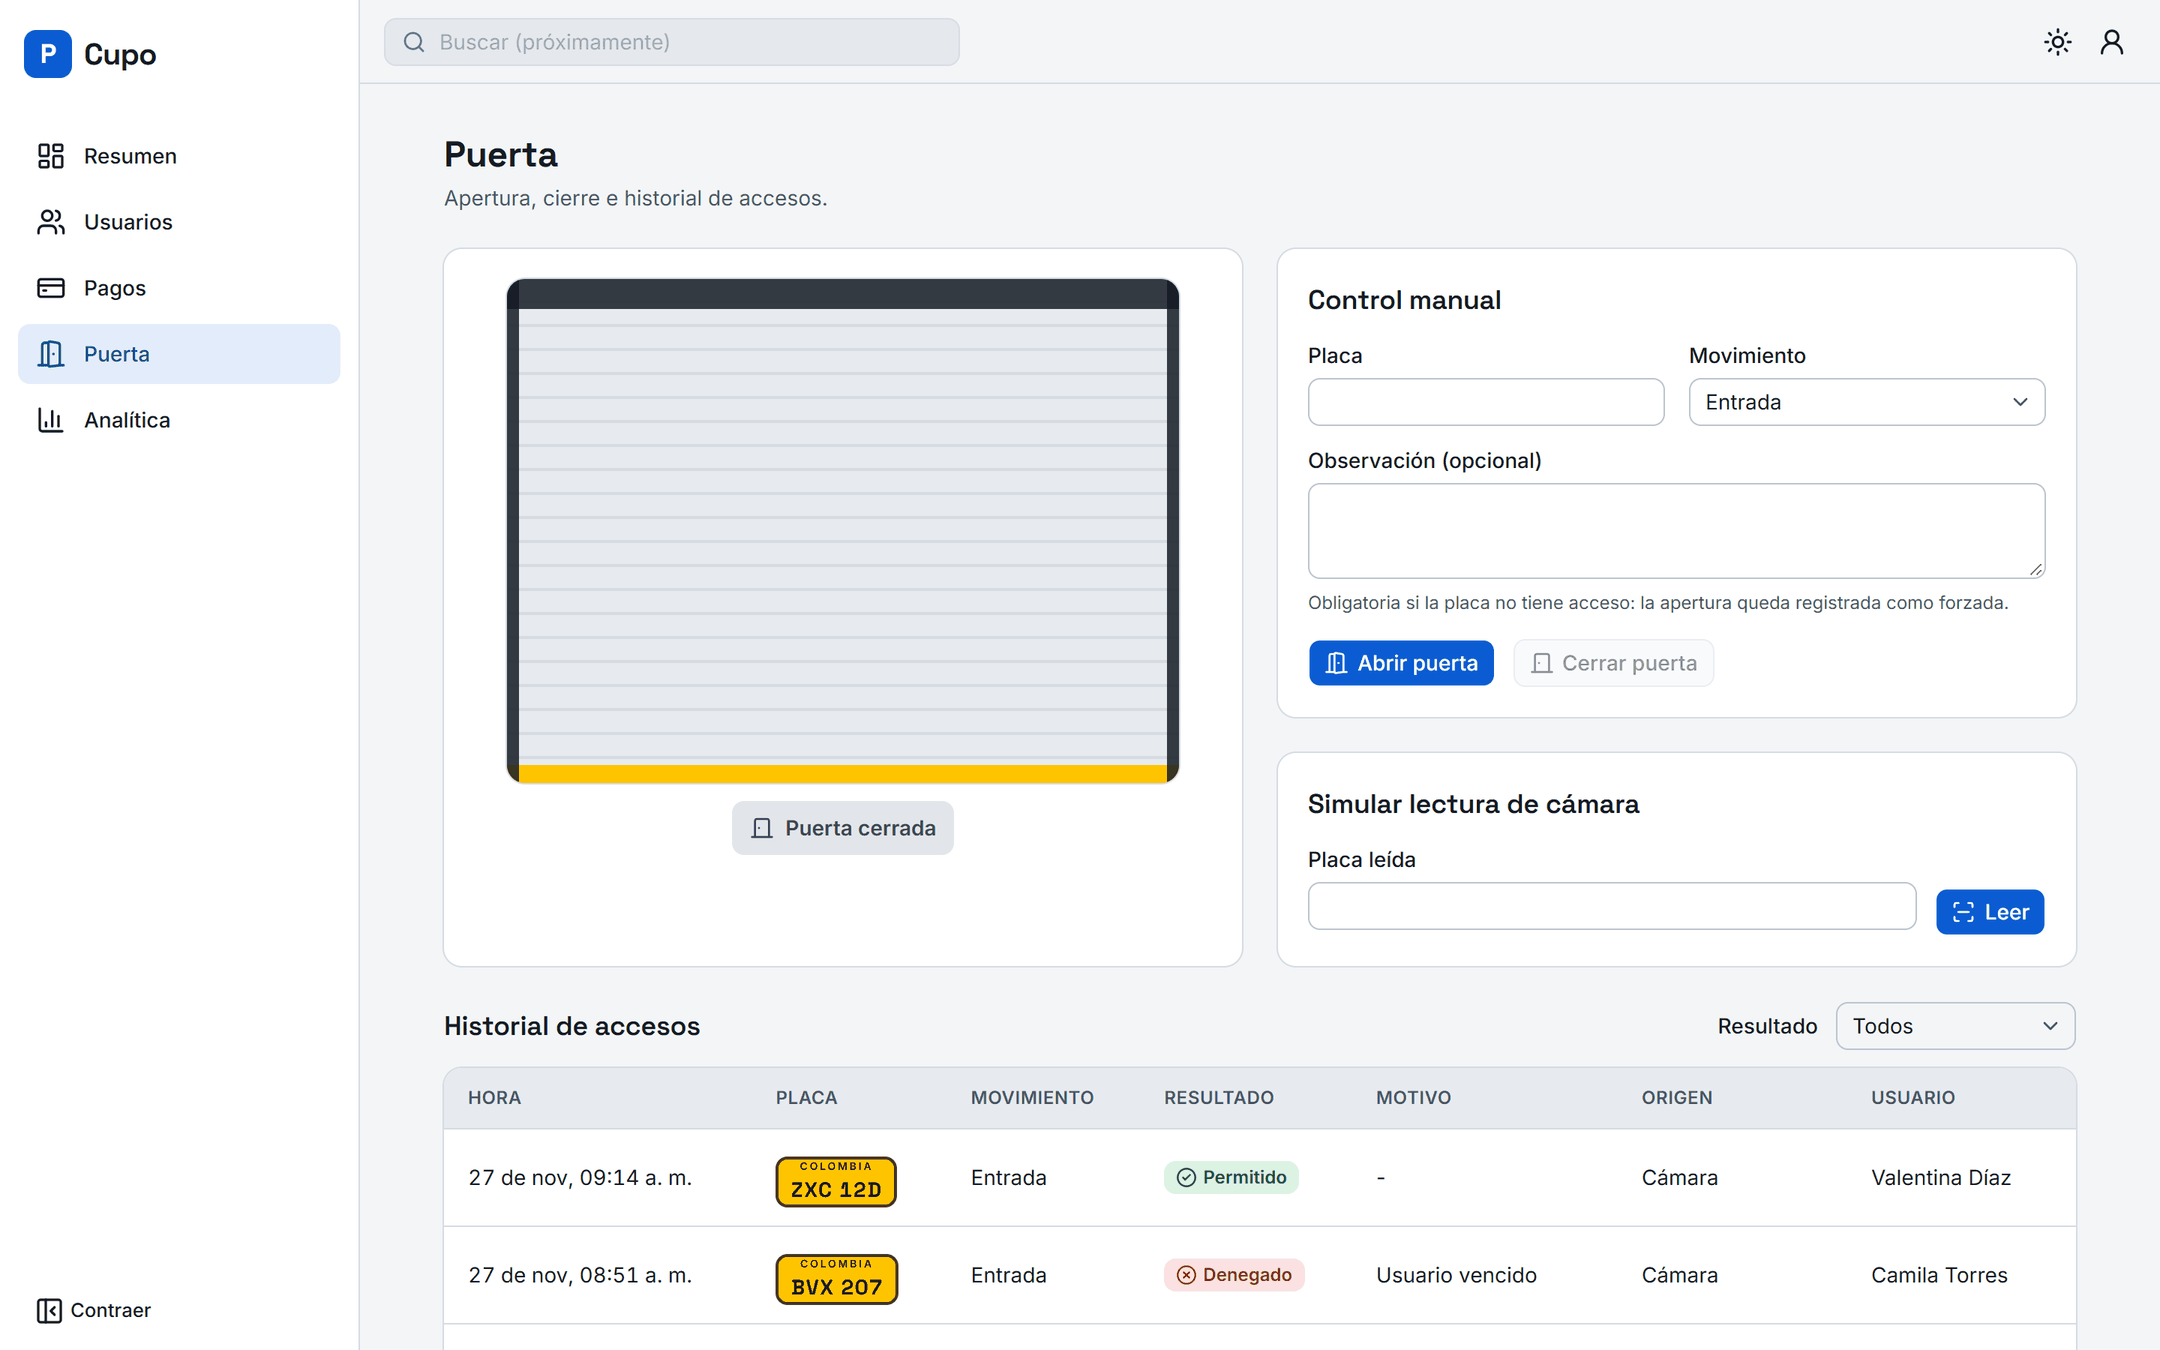 P Cupo
Buscar (próximamente)
Resumen
Usuarios
Pagos
Puerta
Analítica
Contraer
Puerta
Apertura, cierre e historial de accesos.
Puerta cerrada
Control manual
Placa
Movimiento
Entrada
Observación (opcional)
Obligatoria si la placa no tiene acceso: la apertura queda registrada como forzada.
Abrir puerta
Cerrar puerta
Simular lectura de cámara
Placa leída
Leer
Historial de accesos
Resultado
Todos
HORA PLACA MOVIMIENTO RESULTADO MOTIVO ORIGEN USUARIO
27 de nov, 09:14 a. m. COLOMBIA ZXC 12D Entrada Permitido - Cámara Valentina Díaz
27 de nov, 08:51 a. m. COLOMBIA BVX 207 Entrada Denegado Usuario vencido Cámara Camila Torres